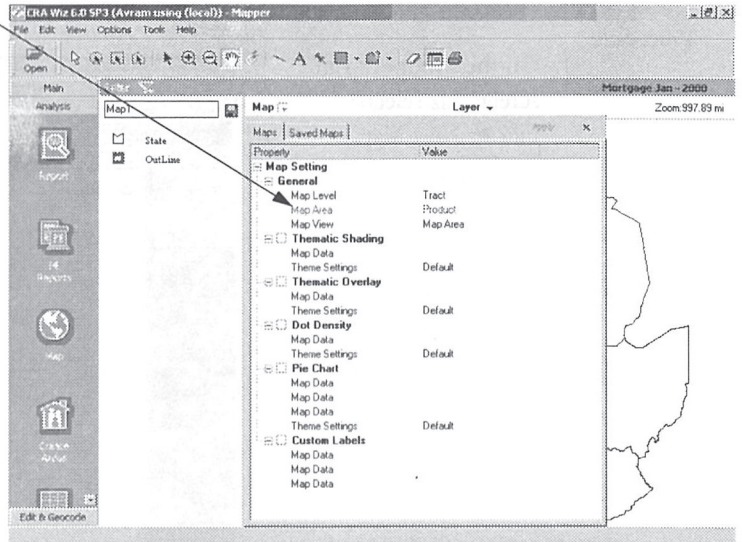 CRA Wiz 6.0 SP3 (Avram using (local)) - Mapper
File Edit View Options Tools Help
Open
Main
Mortgage Jan - 2000
Analysis
Map1
Map
Layer
Zoom:997.89 mi
State
OutLine
Maps Saved Maps Apply ×
Property Value
Map Setting
General
Map Level Tract
Map Area Product
Map View Map Area
Thematic Shading
Map Data
Theme Settings Default
Thematic Overlay
Map Data
Theme Settings Default
Dot Density
Map Data
Theme Settings Default
Pie Chart
Map Data
Map Data
Map Data
Theme Settings Default
Custom Labels
Map Data
Map Data
Map Data
Report
Reports
Map
Edit & Geocode